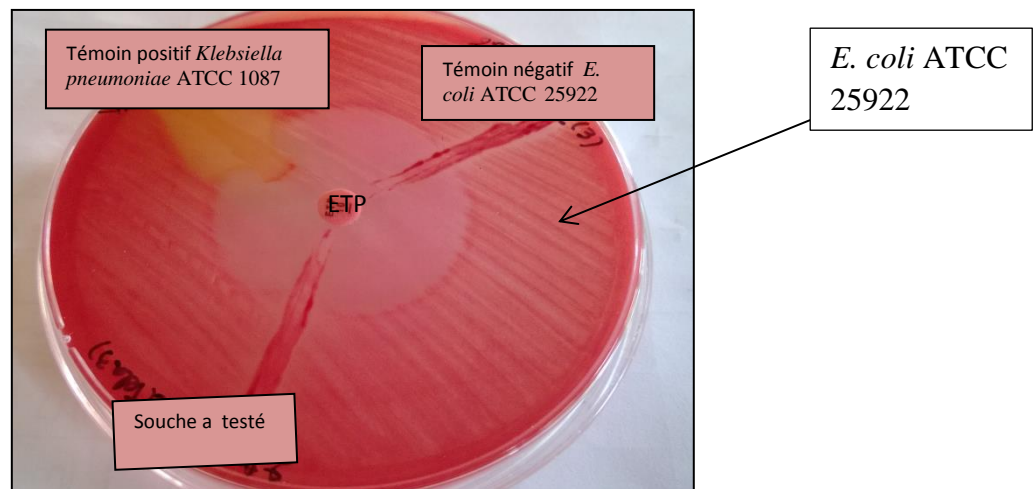 Témoin positif Klebsiella
pneumoniae ATCC 1087
Témoin négatif E.
coli ATCC 25922
E. coli ATCC
25922
ETP
Souche a testé